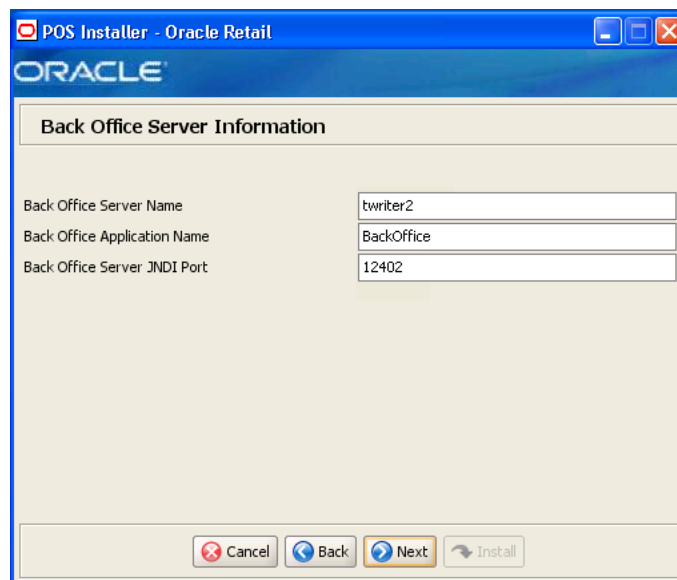 POS Installer - Oracle Retail
ORACLE
Back Office Server Information
Back Office Server Name twriter2
Back Office Application Name BackOffice
Back Office Server JNDI Port 12402
Cancel Back Next Install